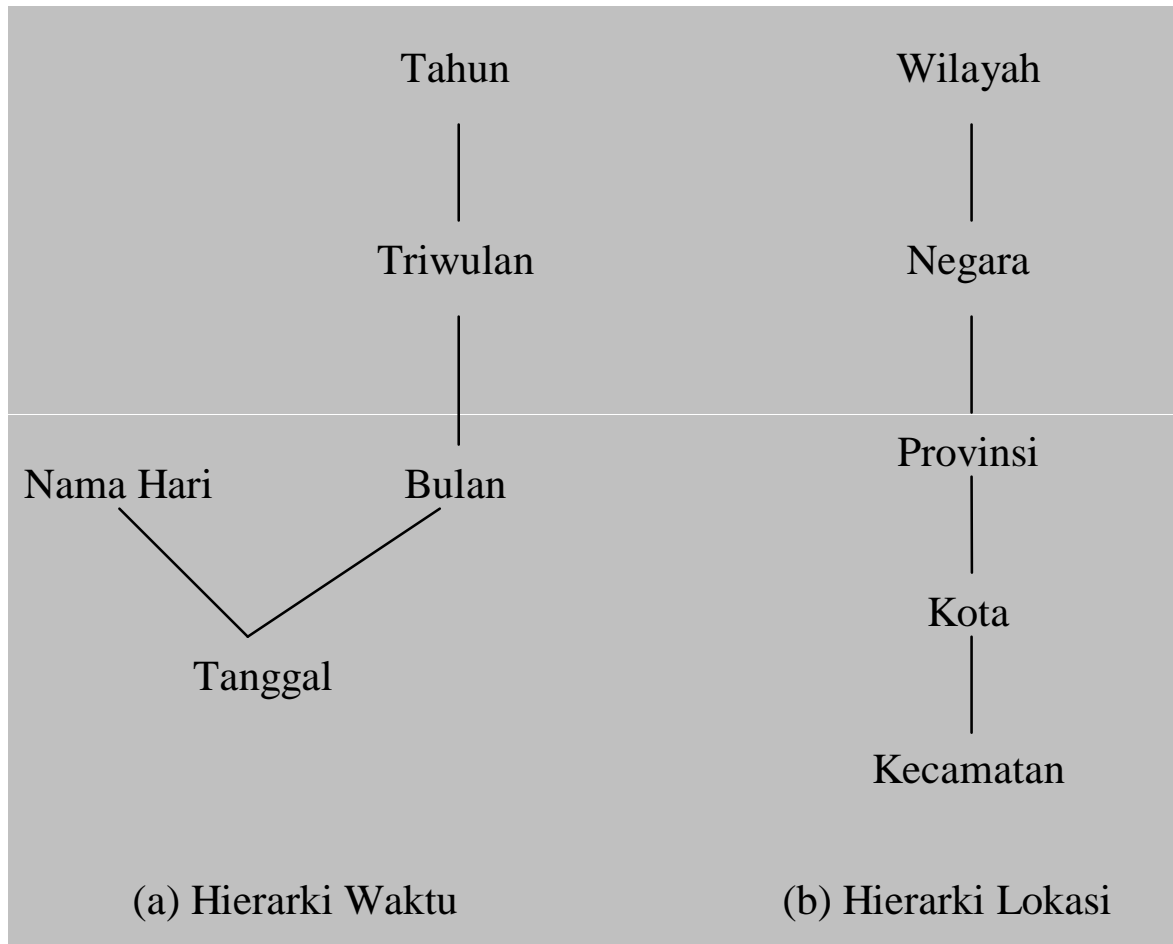 Tahun
Triwulan
Nama Hari
Bulan
Tanggal
(a) Hierarki Waktu
Wilayah
Negara
Provinsi
Kota
Kecamatan
(b) Hierarki Lokasi